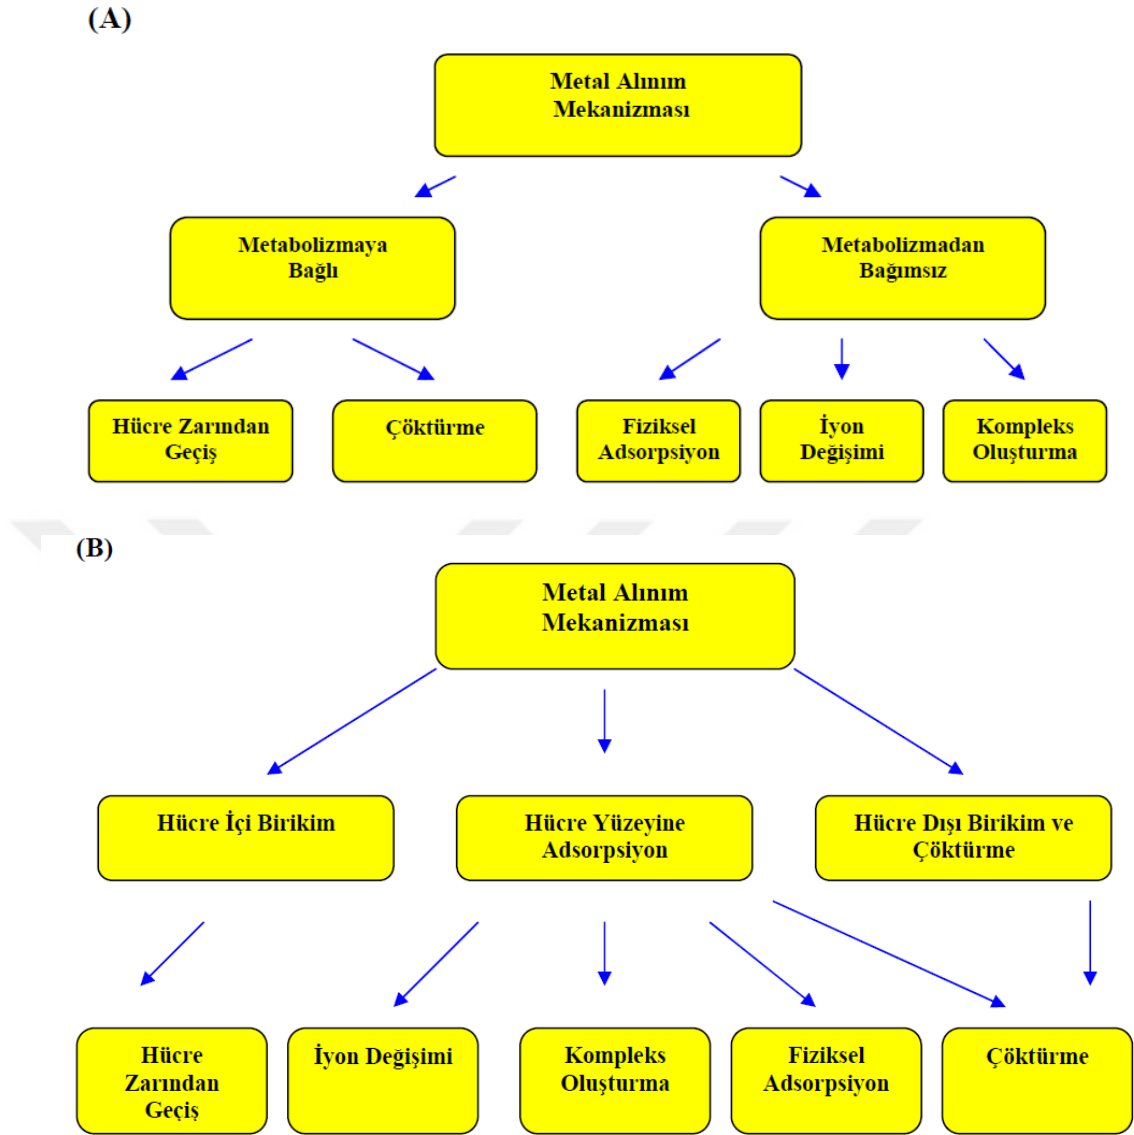 (A)
Metal Alınım
Mekanizması
Metabolizmaya
Bağlı
Metabolizmadan
Bağımsız
Hücre Zarından
Geçiş
Çöktürme
Fiziksel
Adsorpsiyon
İyon
Değişimi
Kompleks
Oluşturma
(B)
Metal Alınım
Mekanizması
Hücre İçi Birikim
Hücre Yüzeyine
Adsorpsiyon
Hücre Dışı Birikim ve
Çöktürme
Hücre
Zarından
Geçiş
İyon Değişimi
Kompleks
Oluşturma
Fiziksel
Adsorpsiyon
Çöktürme